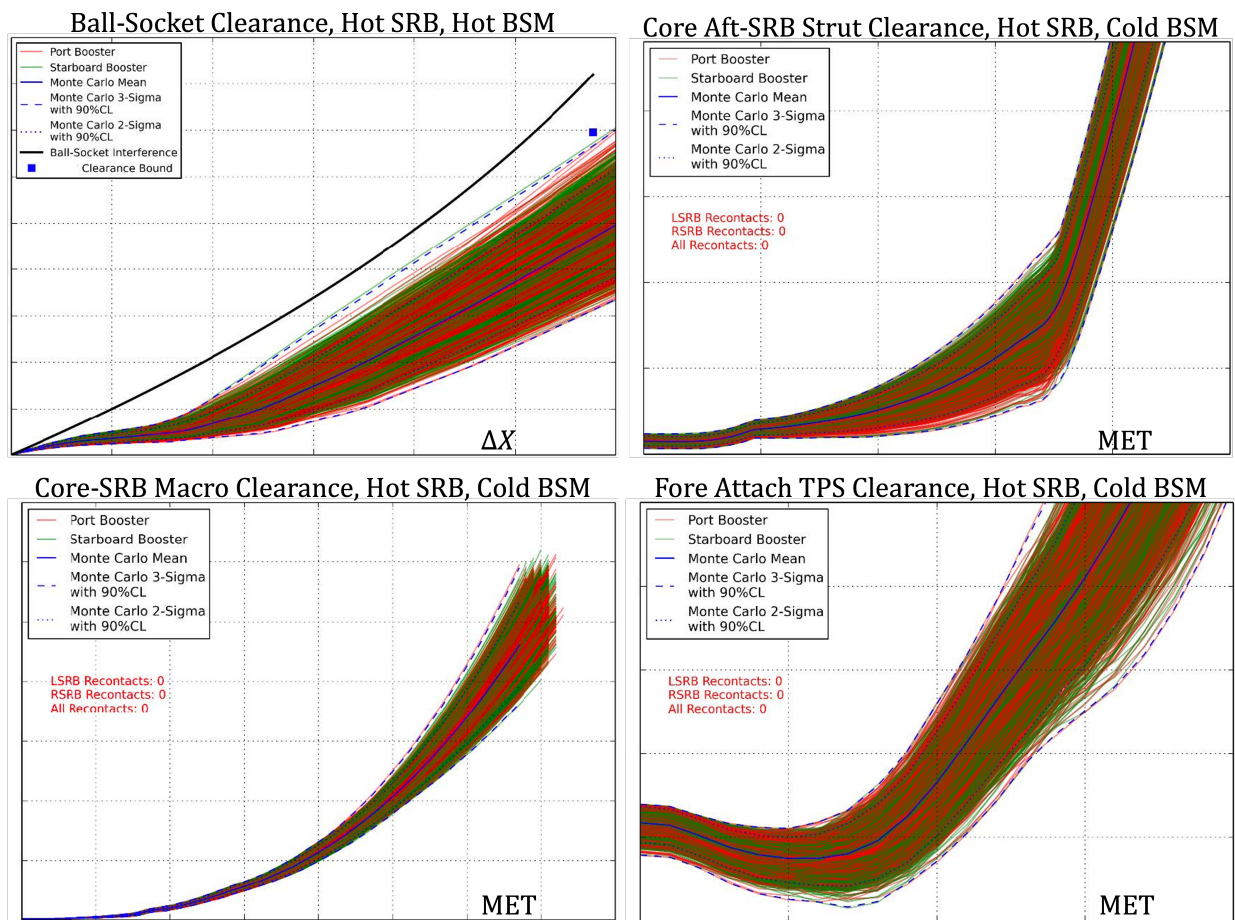 Ball-Socket Clearance, Hot SRB, Hot BSM
Port Booster
Starboard Booster
Monte Carlo Mean
Monte Carlo 3-Sigma
with 90%CL
Monte Carlo 2-Sigma
with 90%CL
Ball-Socket Interference
Clearance Bound
ΔX
Core Aft-SRB Strut Clearance, Hot SRB, Cold BSM
Port Booster
Starboard Booster
Monte Carlo Mean
Monte Carlo 3-Sigma
with 90%CL
Monte Carlo 2-Sigma
with 90%CL
LSRB Recontacts: 0
RSRB Recontacts: 0
All Recontacts: 0
MET
Core-SRB Macro Clearance, Hot SRB, Cold BSM
Port Booster
Starboard Booster
Monte Carlo Mean
Monte Carlo 3-Sigma
with 90%CL
Monte Carlo 2-Sigma
with 90%CL
LSRB Recontacts: 0
RSRB Recontacts: 0
All Recontacts: 0
MET
Fore Attach TPS Clearance, Hot SRB, Cold BSM
Port Booster
Starboard Booster
Monte Carlo Mean
Monte Carlo 3-Sigma
with 90%CL
Monte Carlo 2-Sigma
with 90%CL
LSRB Recontacts: 0
RSRB Recontacts: 0
All Recontacts: 0
MET